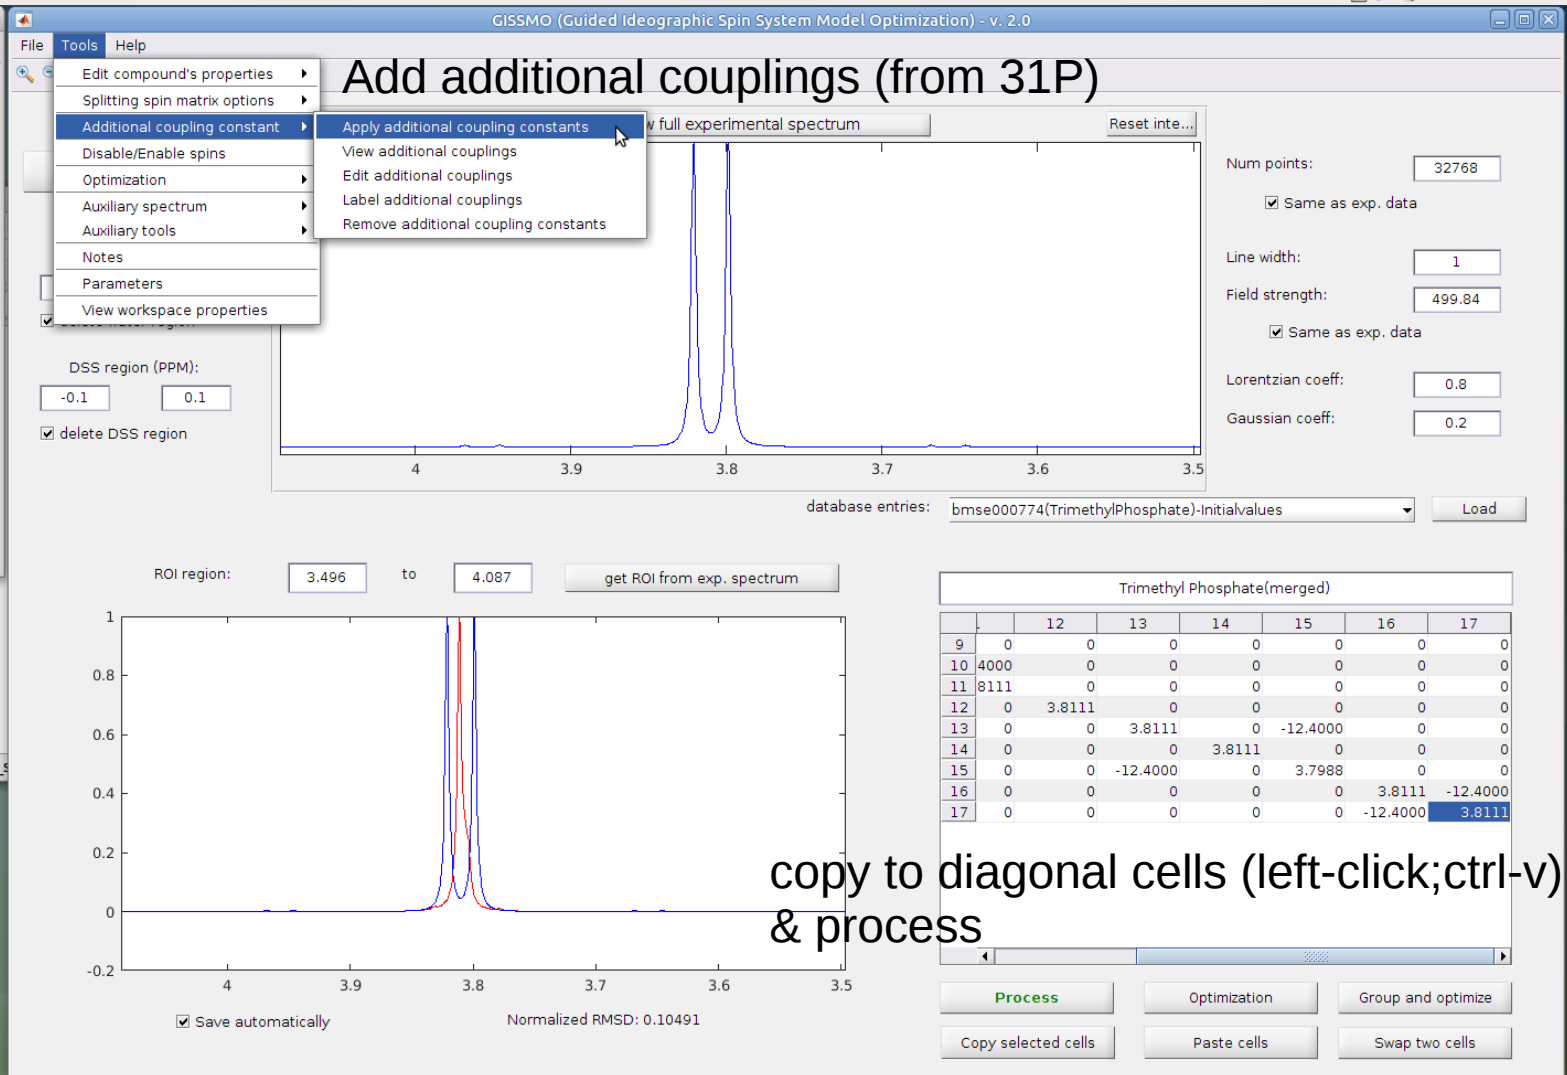 GISSMO (Guided Ideographic Spin System Model Optimization) - v. 2.0
File Tools Help
Add additional couplings (from 31P)
Edit compound's properties
Splitting spin matrix options
Additional coupling constant
Disable/Enable spins
Optimization
Auxiliary spectrum
Auxiliary tools
Notes
Parameters
View workspace properties
Apply additional coupling constants
View additional couplings
Edit additional couplings
Label additional couplings
Remove additional coupling constants
full experimental spectrum
Reset inte...
4 3.9 3.8 3.7 3.6 3.5
DSS region (PPM):
-0.1 0.1
delete DSS region
Num points: 32768
Same as exp. data
Line width: 1
Field strength: 499.84
Same as exp. data
Lorentzian coeff: 0.8
Gaussian coeff: 0.2
database entries: bmse000774(TrimethylPhosphate)-Initialvalues Load
ROI region: 3.496 to 4.087 get ROI from exp. spectrum
1
0.8
0.6
0.4
0.2
0
-0.2
4 3.9 3.8 3.7 3.6 3.5
Save automatically
Normalized RMSD: 0.10491
Trimethyl Phosphate(merged)
12 13 14 15 16 17
9 0 0 0 0 0 0 0
10 4000 0 0 0 0 0 0
11 8111 0 0 0 0 0 0
12 0 3.8111 0 0 0 0 0
13 0 0 3.8111 0 -12.4000 0 0
14 0 0 0 3.8111 0 0 0
15 0 0 -12.4000 0 3.7988 0 0
16 0 0 0 0 0 3.8111 -12.4000
17 0 0 0 0 0 -12.4000 3.8111
copy to diagonal cells (left-click;ctrl-v)
& process
Process Optimization Group and optimize
Copy selected cells Paste cells Swap two cells